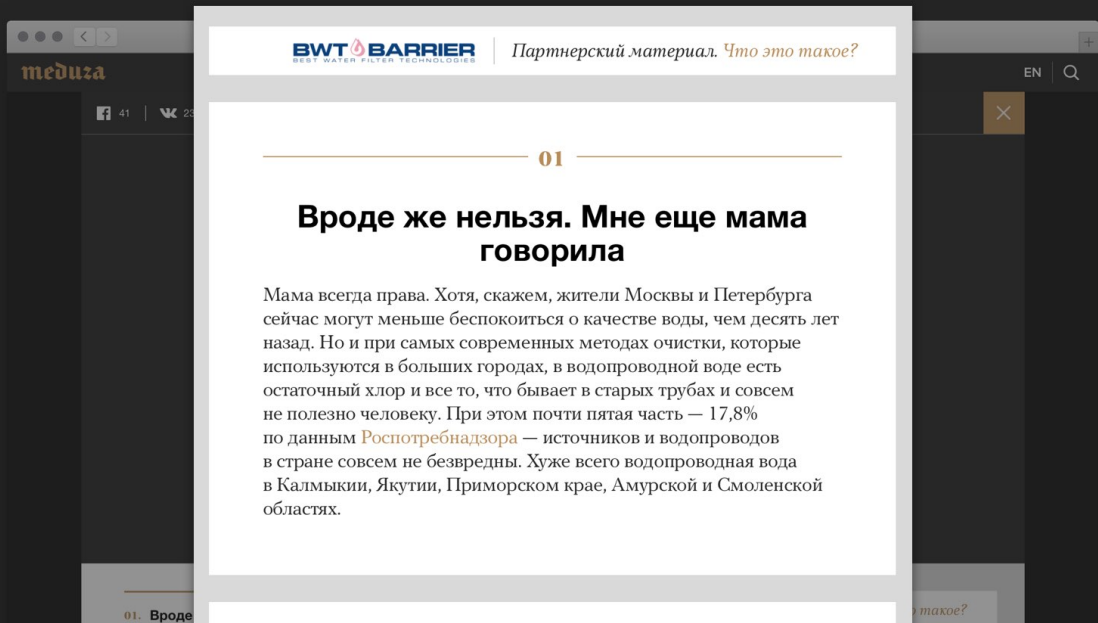 BWT BARRIER
BEST WATER FILTER TECHNOLOGIES
Партнерский материал. Что это такое?
meduza
EN
41
23
01
Вроде же нельзя. Мне еще мама
говорила
Мама всегда права. Хотя, скажем, жители Москвы и Петербурга
сейчас могут меньше беспокоиться о качестве воды, чем десять лет
назад. Но и при самых современных методах очистки, которые
используются в больших городах, в водопроводной воде есть
остаточный хлор и все то, что бывает в старых трубах и совсем
не полезно человеку. При этом почти пятая часть — 17,8%
по данным Роспотребнадзора — источников и водопроводов
в стране совсем не безвредны. Хуже всего водопроводная вода
в Калмыкии, Якутии, Приморском крае, Амурской и Смоленской
областях.
01. Вроде
такое?